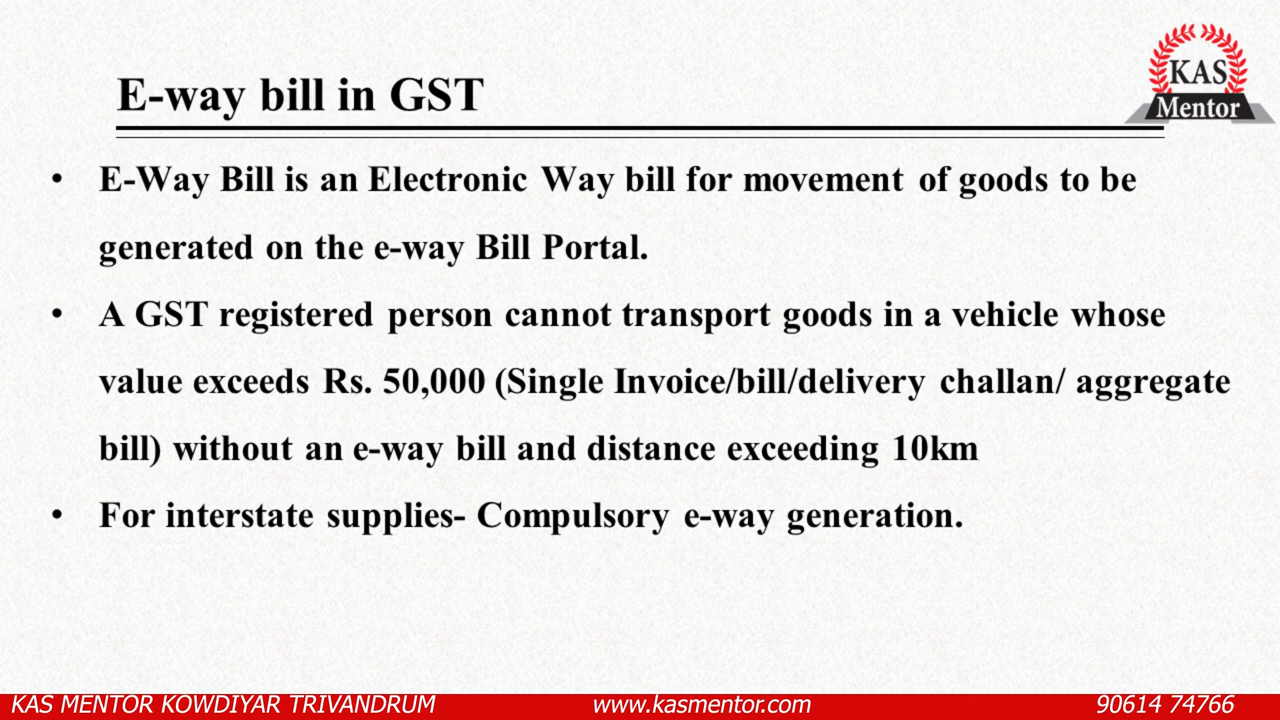 KAS
Mentor
E-way bill in GST
• E-Way Bill is an Electronic Way bill for movement of goods to be
generated on the e-way Bill Portal.
• A GST registered person cannot transport goods in a vehicle whose
value exceeds Rs. 50,000 (Single Invoice/bill/delivery challan/ aggregate
bill) without an e-way bill and distance exceeding 10km
• For interstate supplies- Compulsory e-way generation.
KAS MENTOR KOWDIYAR TRIVANDRUM www.kasmentor.com 90614 74766